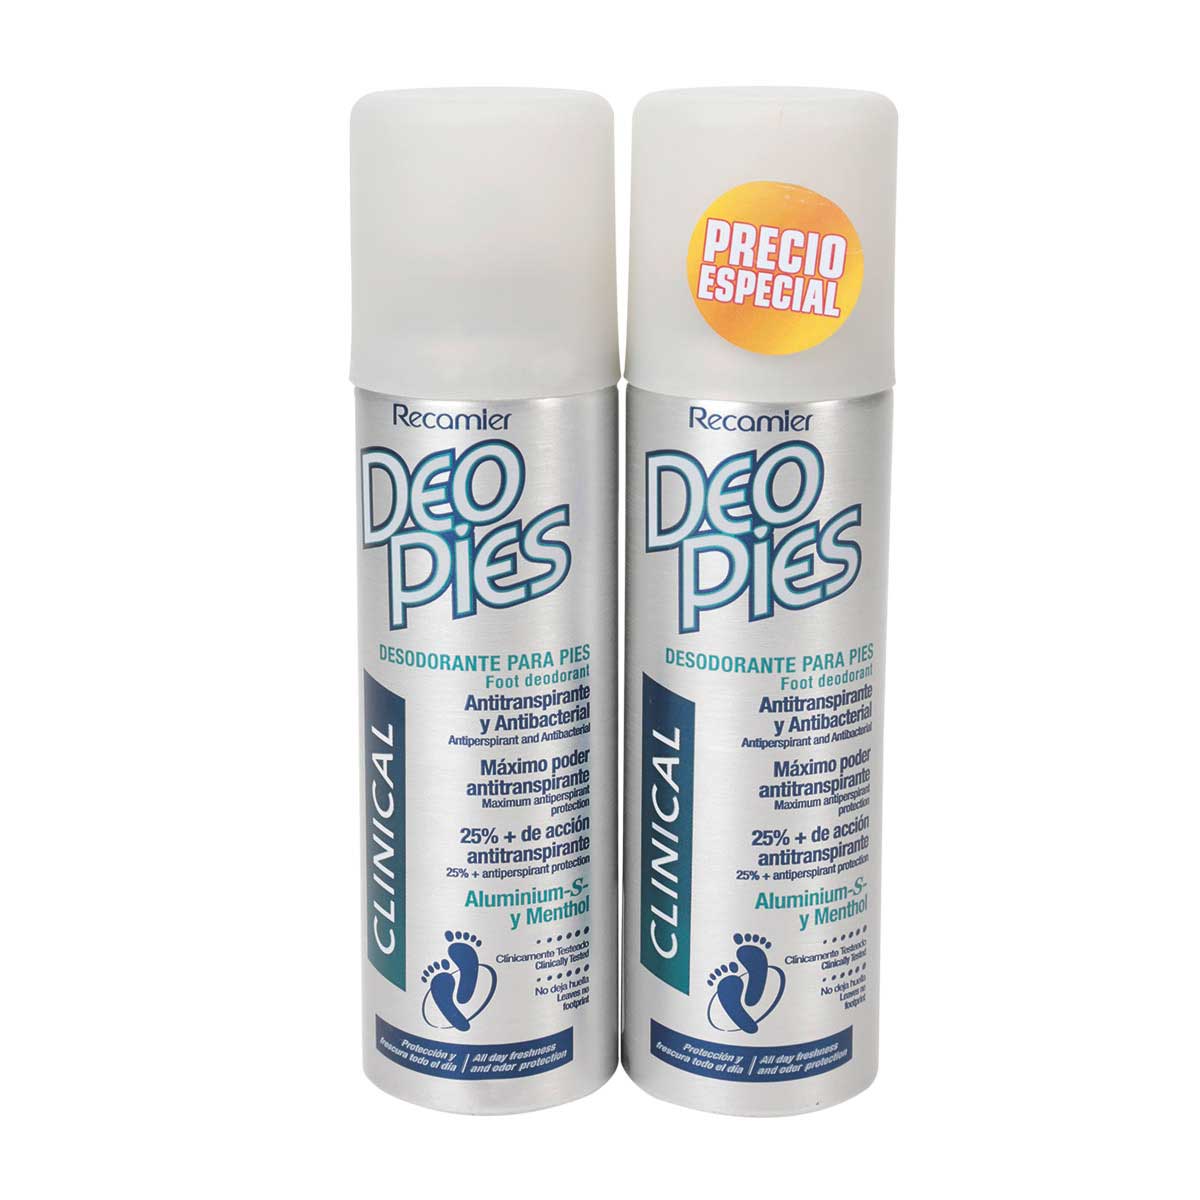 Recamier
DEO
PIES
DESODORANTE PARA PIES
Foot deodorant
Antitranspirante
y Antibacterial
Antiperspirant and Antibacterial
Máximo poder
antitranspirante
Maximum antiperspirant
protection
25% + de acción
antitranspirante
25% + antiperspirant protection
Aluminium-S-
y Menthol
CLINICAL
Clínicamente Testeado
Clinically Tested
No deja huella
Leaves no
footprint
Protección y
frescura todo el día
All day freshness
and odor protection
PRECIO
ESPECIAL
Recamier
DEO
PIES
DESODORANTE PARA PIES
Foot deodorant
Antitranspirante
y Antibacterial
Antiperspirant and Antibacterial
Máximo poder
antitranspirante
Maximum antiperspirant
protection
25% + de acción
antitranspirante
25% + antiperspirant protection
Aluminium-S-
y Menthol
CLINICAL
Clínicamente Testeado
Clinically Tested
No deja huella
Leaves no
footprint
Protección y
frescura todo el día
All day freshness
and odor protection